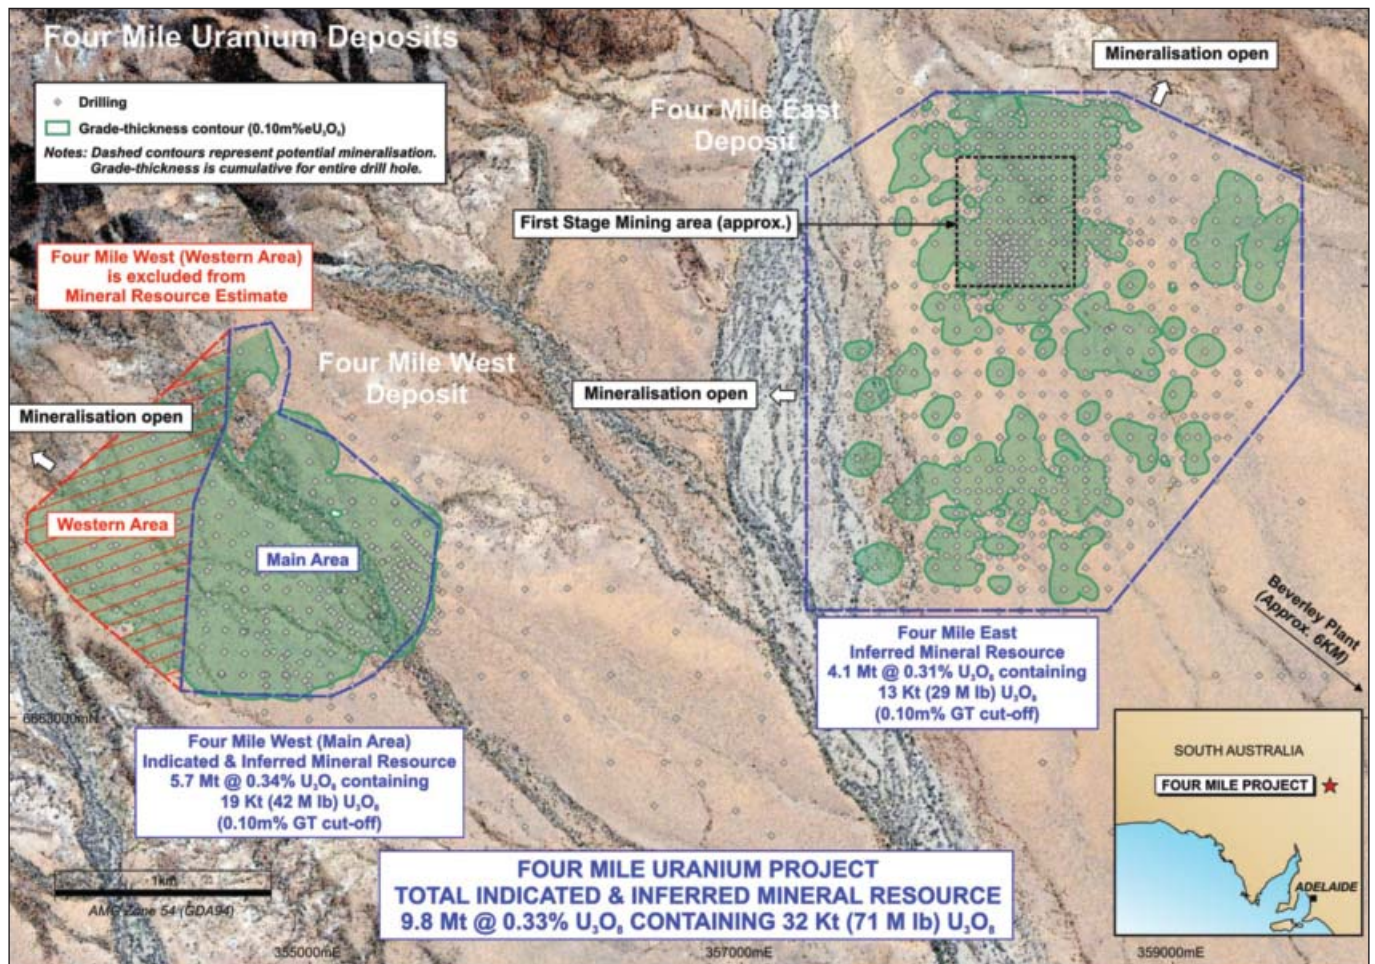 Four Mile Uranium Deposits
Drilling
Grade-thickness contour (0.10m%eU₃O₈)
Notes: Dashed contours represent potential mineralisation.
Grade-thickness is cumulative for entire drill hole.
Mineralisation open
Four Mile East
Deposit
First Stage Mining area (approx.)
Four Mile West (Western Area)
is excluded from
Mineral Resource Estimate
Four Mile West
Deposit
Mineralisation open
Mineralisation open
Western Area
Main Area
Beverley Plant
(Approx. 6KM)
Four Mile East
Inferred Mineral Resource
4.1 Mt @ 0.31% U₃O₈ containing
13 Kt (29 M lb) U₃O₈
(0.10m% GT cut-off)
6663000mN
Four Mile West (Main Area)
Indicated & Inferred Mineral Resource
5.7 Mt @ 0.34% U₃O₈ containing
19 Kt (42 M lb) U₃O₈
(0.10m% GT cut-off)
SOUTH AUSTRALIA
FOUR MILE PROJECT
ADELAIDE
FOUR MILE URANIUM PROJECT
TOTAL INDICATED & INFERRED MINERAL RESOURCE
9.8 Mt @ 0.33% U₃O₈ CONTAINING 32 Kt (71 M lb) U₃O₈
1km
AMG Zone 54 (GDA94)
355000mE
357000mE
359000mE